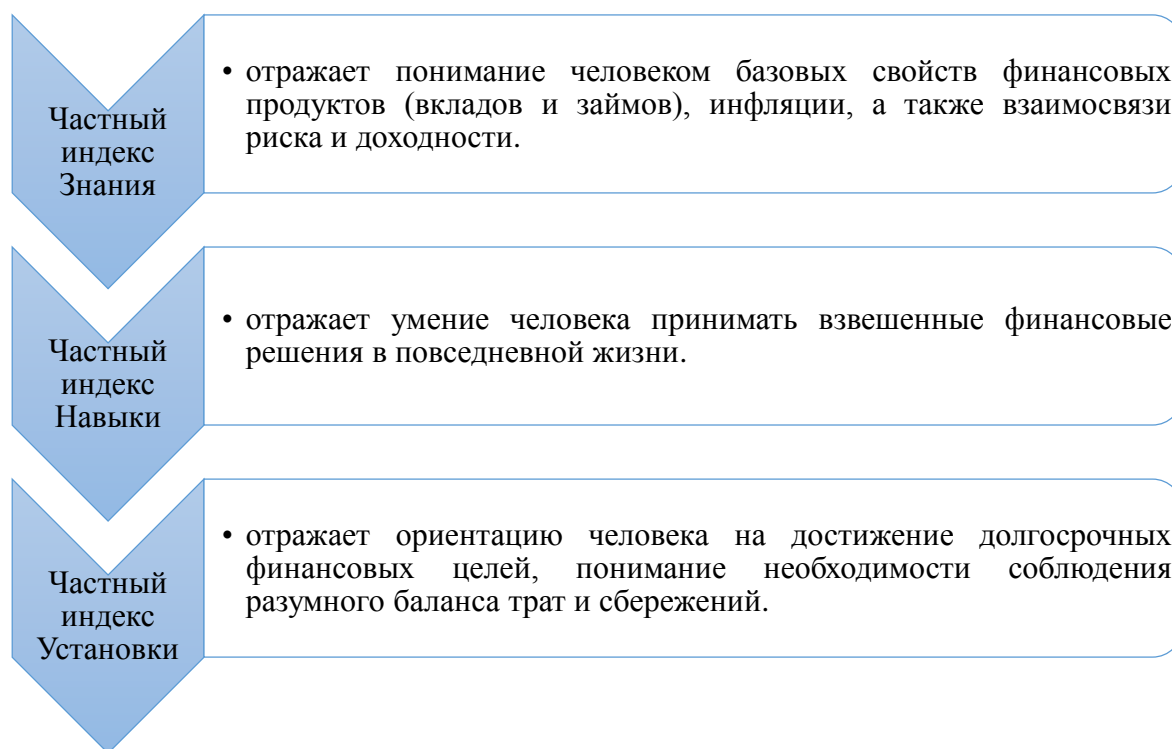 Частный
индекс
Знания
• отражает понимание человеком базовых свойств финансовых
продуктов (вкладов и займов), инфляции, а также взаимосвязи
риска и доходности.
Частный
индекс
Навыки
• отражает умение человека принимать взвешенные финансовые
решения в повседневной жизни.
Частный
индекс
Установки
• отражает ориентацию человека на достижение долгосрочных
финансовых целей, понимание необходимости соблюдения
разумного баланса трат и сбережений.